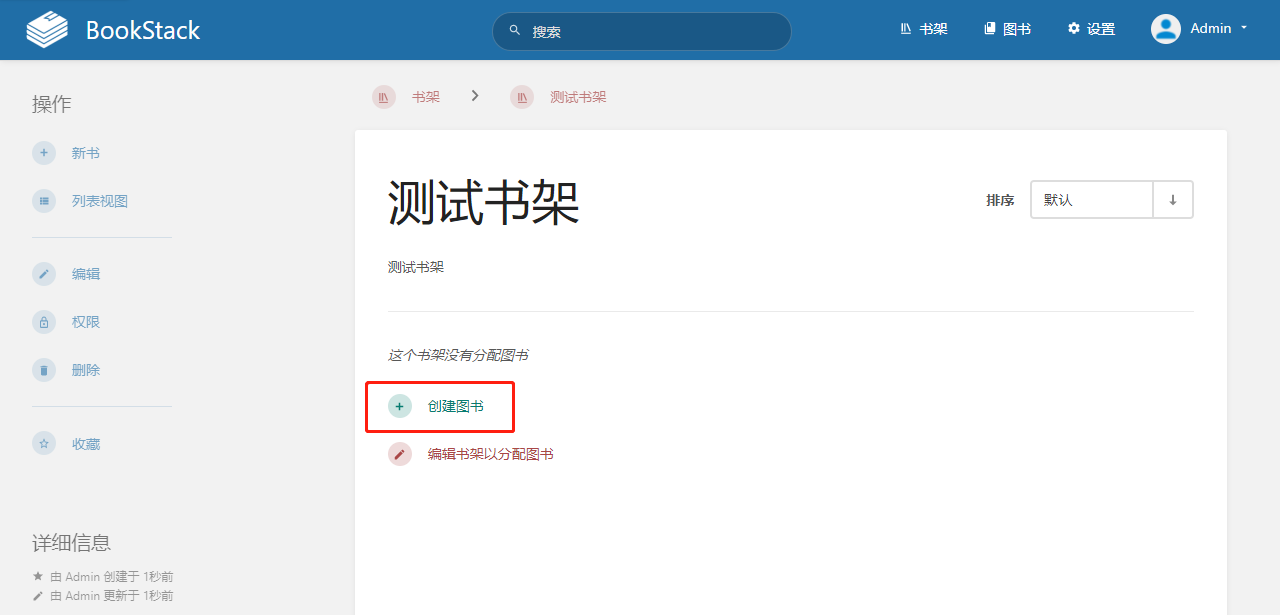 BookStack
搜索
书架
图书
设置
Admin
操作
新书
列表视图
编辑
权限
删除
收藏
详细信息
由 Admin 创建于 1秒前
由 Admin 更新于 1秒前
书架
测试书架
测试书架
排序
默认
测试书架
这个书架没有分配图书
创建图书
编辑书架以分配图书